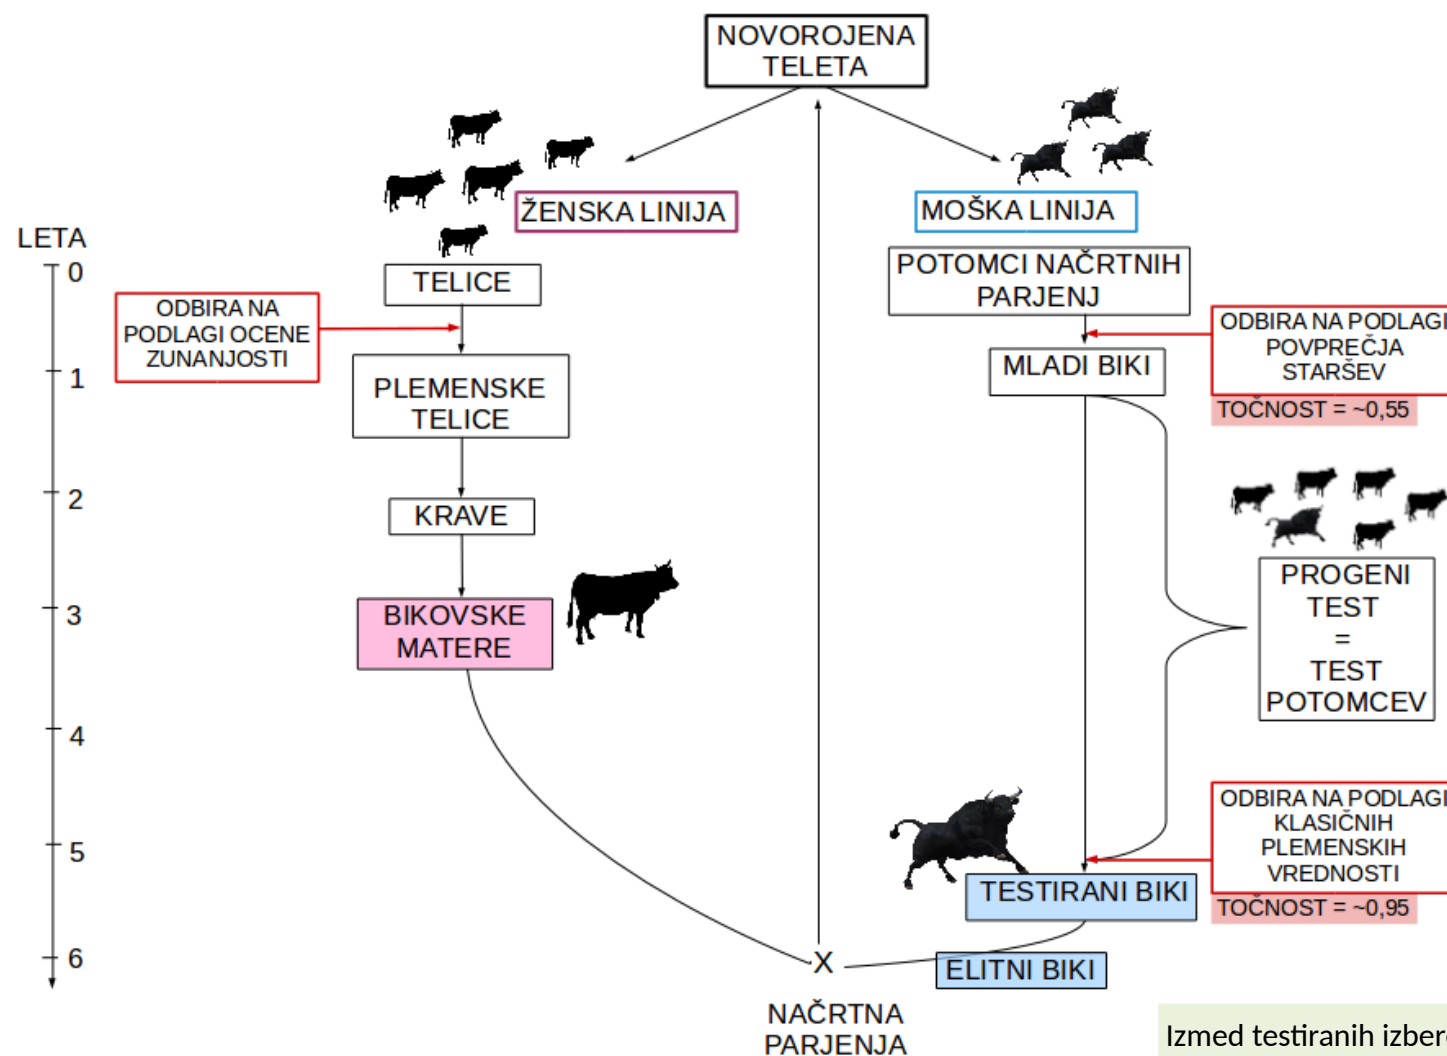 NOVOROJENA
TELETA
ŽENSKA LINIJA
MOŠKA LINIJA
LETA
0
1
2
3
4
5
6
TELICE
ODBIRA NA
PODLAGI OCENE
ZUNANJOSTI
PLEMENSKE
TELICE
KRAVE
BIKOVSKE
MATERE
POTOMCI NAČRTNIH
PARJENJ
ODBIRA NA PODLAGI
POVPREČJA
STARŠEV
TOČNOST = ~0,55
MLADI BIKI
PROGENI
TEST
=
TEST
POTOMCEV
ODBIRA NA PODLAGI
KLASIČNIH
PLEMENSKIH
VREDNOSTI
TOČNOST = ~0,95
TESTIRANI BIKI
ELITNI BIKI
X
NAČRTNA
PARJENJA
Izmed testiranih